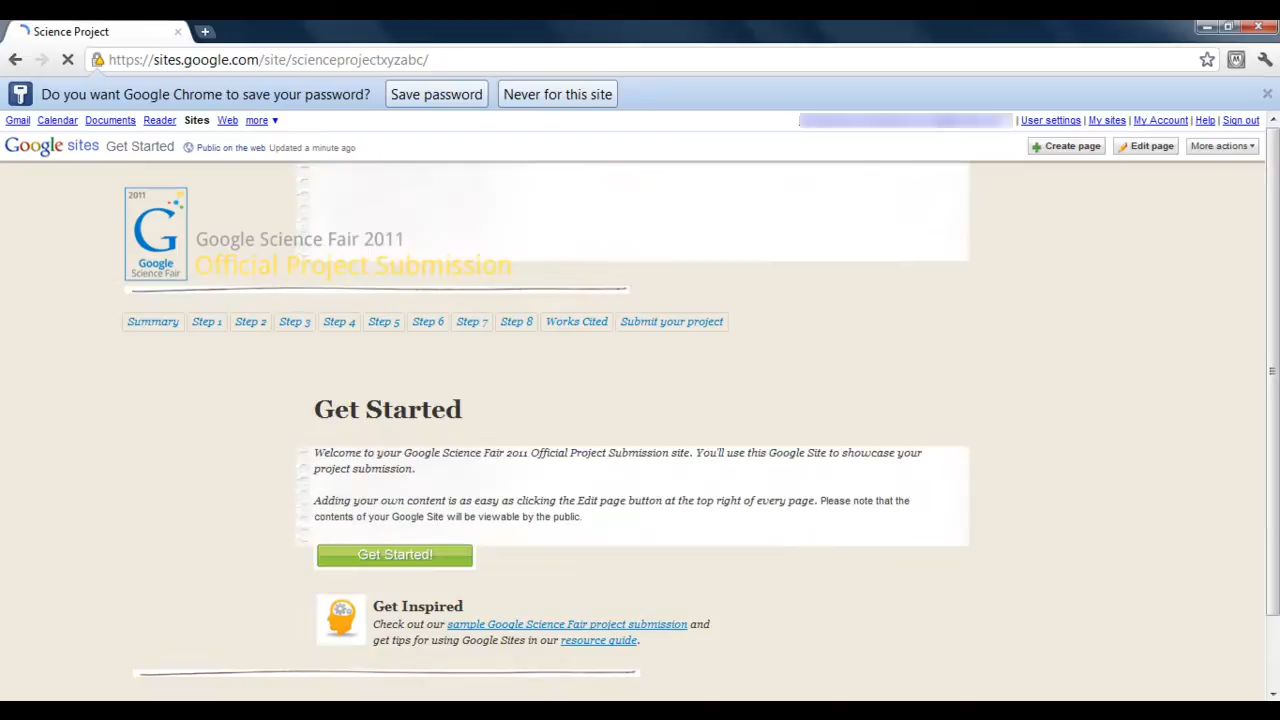 Science Project
https://sites.google.com/site/scienceprojectxyzabc/
Do you want Google Chrome to save your password? Save password Never for this site
Gmail Calendar Documents Reader Sites Web more ▼ | User settings | My sites | My Account | Help | Sign out
Google sites Get Started Public on the web Updated a minute ago Create page Edit page More actions ▾
2011
G
Google
Science Fair
Google Science Fair 2011
Official Project Submission
Summary Step 1 Step 2 Step 3 Step 4 Step 5 Step 6 Step 7 Step 8 Works Cited Submit your project
Get Started
Welcome to your Google Science Fair 2011 Official Project Submission site. You'll use this Google Site to showcase your
project submission.
Adding your own content is as easy as clicking the Edit page button at the top right of every page. Please note that the
contents of your Google Site will be viewable by the public.
Get Started!
Get Inspired
Check out our sample Google Science Fair project submission and
get tips for using Google Sites in our resource guide.